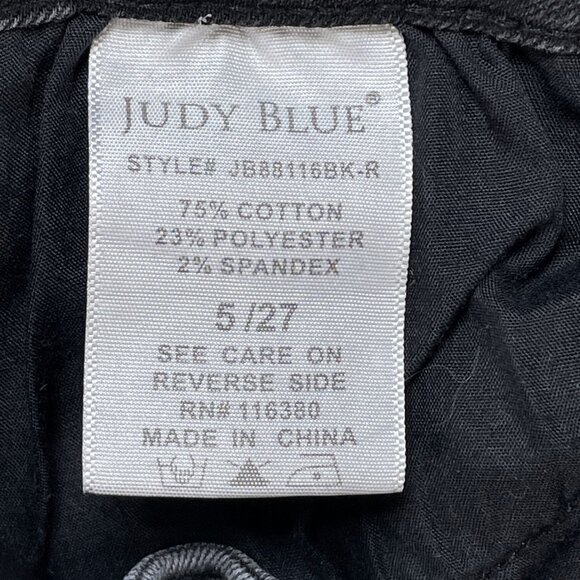 JUDY BLUE®
STYLE# JB88116BK-R
75% COTTON
23% POLYESTER
2% SPANDEX
5/27
SEE CARE ON
REVERSE SIDE
RN# 116380
MADE IN CHINA